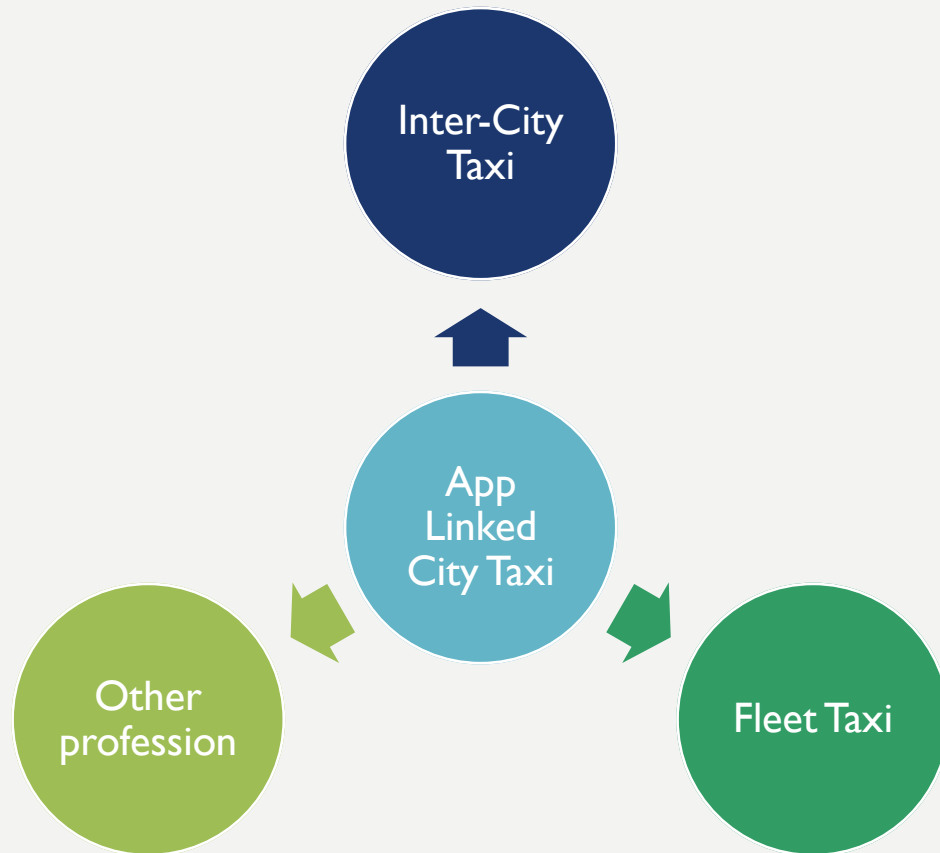 Inter-City
Taxi
App
Linked
City Taxi
Other
profession
Fleet Taxi